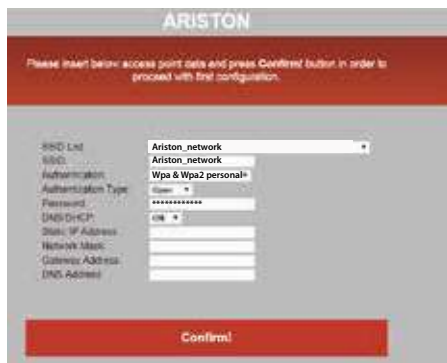 ARISTON
Please insert below access point data and press Confirm! button in order to
proceed with first configuration.
SSID List Ariston_network
SSID Ariston_network
Authentication Wpa & Wpa2 personal
Authentication Type Open
Password ************
DNS/DHCP ON
Static IP Address
Network Mask
Gateway Address
DNS Address
Confirm!